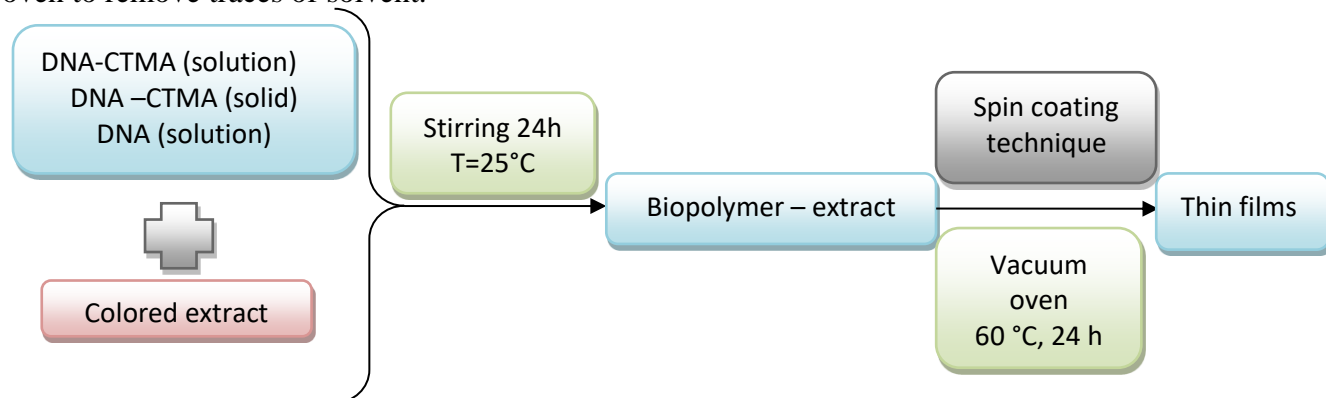 oven to remove traces of solvent.
DNA-CTMA (solution)
DNA –CTMA (solid)
DNA (solution)
Colored extract
Stirring 24h
T=25°C
Biopolymer – extract
Spin coating
technique
Vacuum
oven
60 °C, 24 h
Thin films